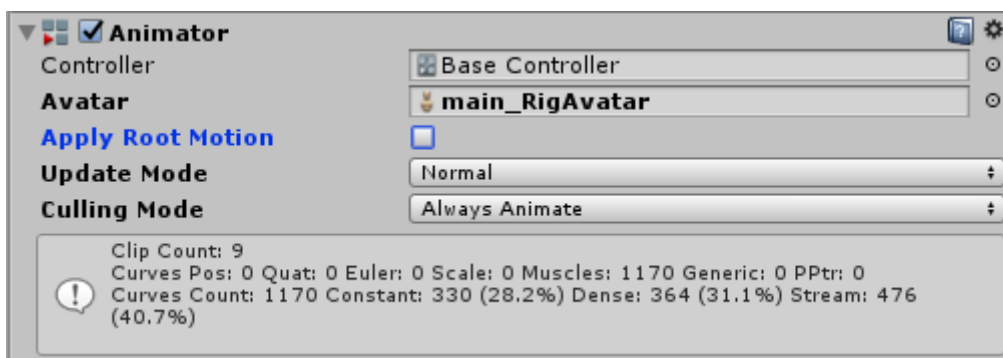 Animator
Controller Base Controller
Avatar main_RigAvatar
Apply Root Motion
Update Mode Normal
Culling Mode Always Animate
Clip Count: 9
Curves Pos: 0 Quat: 0 Euler: 0 Scale: 0 Muscles: 1170 Generic: 0 PPtr: 0
Curves Count: 1170 Constant: 330 (28.2%) Dense: 364 (31.1%) Stream: 476
(40.7%)